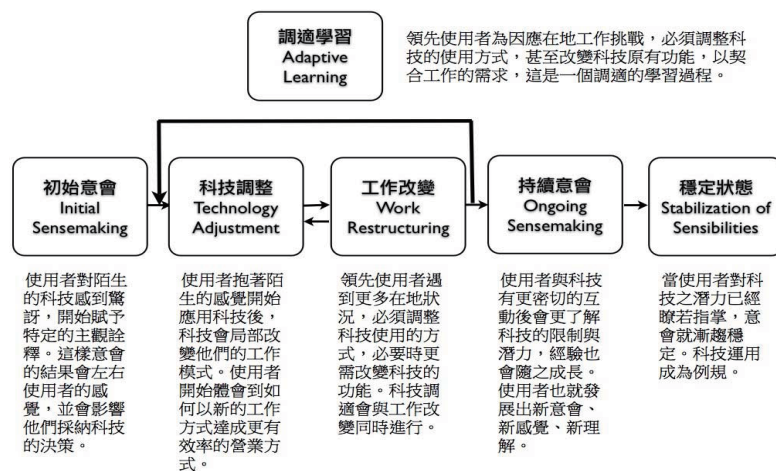 調適學習
Adaptive
Learning
領先使用者為因應在地工作挑戰，必須調整科
技的使用方式，甚至改變科技原有功能，以契
合工作的需求，這是一個調適的學習過程。
初始意會
Initial
Sensemaking
科技調整
Technology
Adjustment
工作改變
Work
Restructuring
持續意會
Ongoing
Sensemaking
穩定狀態
Stabilization of
Sensibilities
使用者對陌生
的科技感到驚
訝，開始賦予
特定的主觀詮
釋。這樣意會
的結果會左右
使用者的感
覺，並會影響
他們採納科技
的決策。
使用者抱著陌
生的感覺開始
應用科技後，
科技會局部改
變他們的工作
模式。使用者
開始體會到如
何以新的工作
方式達成更有
效率的營業方
式。
領先使用者遇
到更多在地狀
況，必須調整
科技使用的方
式，必要時更
需改變科技的
功能。科技調
適會與工作改
變同時進行。
使用者與科技
有更密切的互
動後會更了解
科技的限制與
潛力，經驗也
會隨之成長。
使用者也就發
展出新意會、
新感覺、新理
解。
當使用者對科
技之潛力已經
瞭若指掌，意
會就漸趨穩
定。科技運用
成為例規。